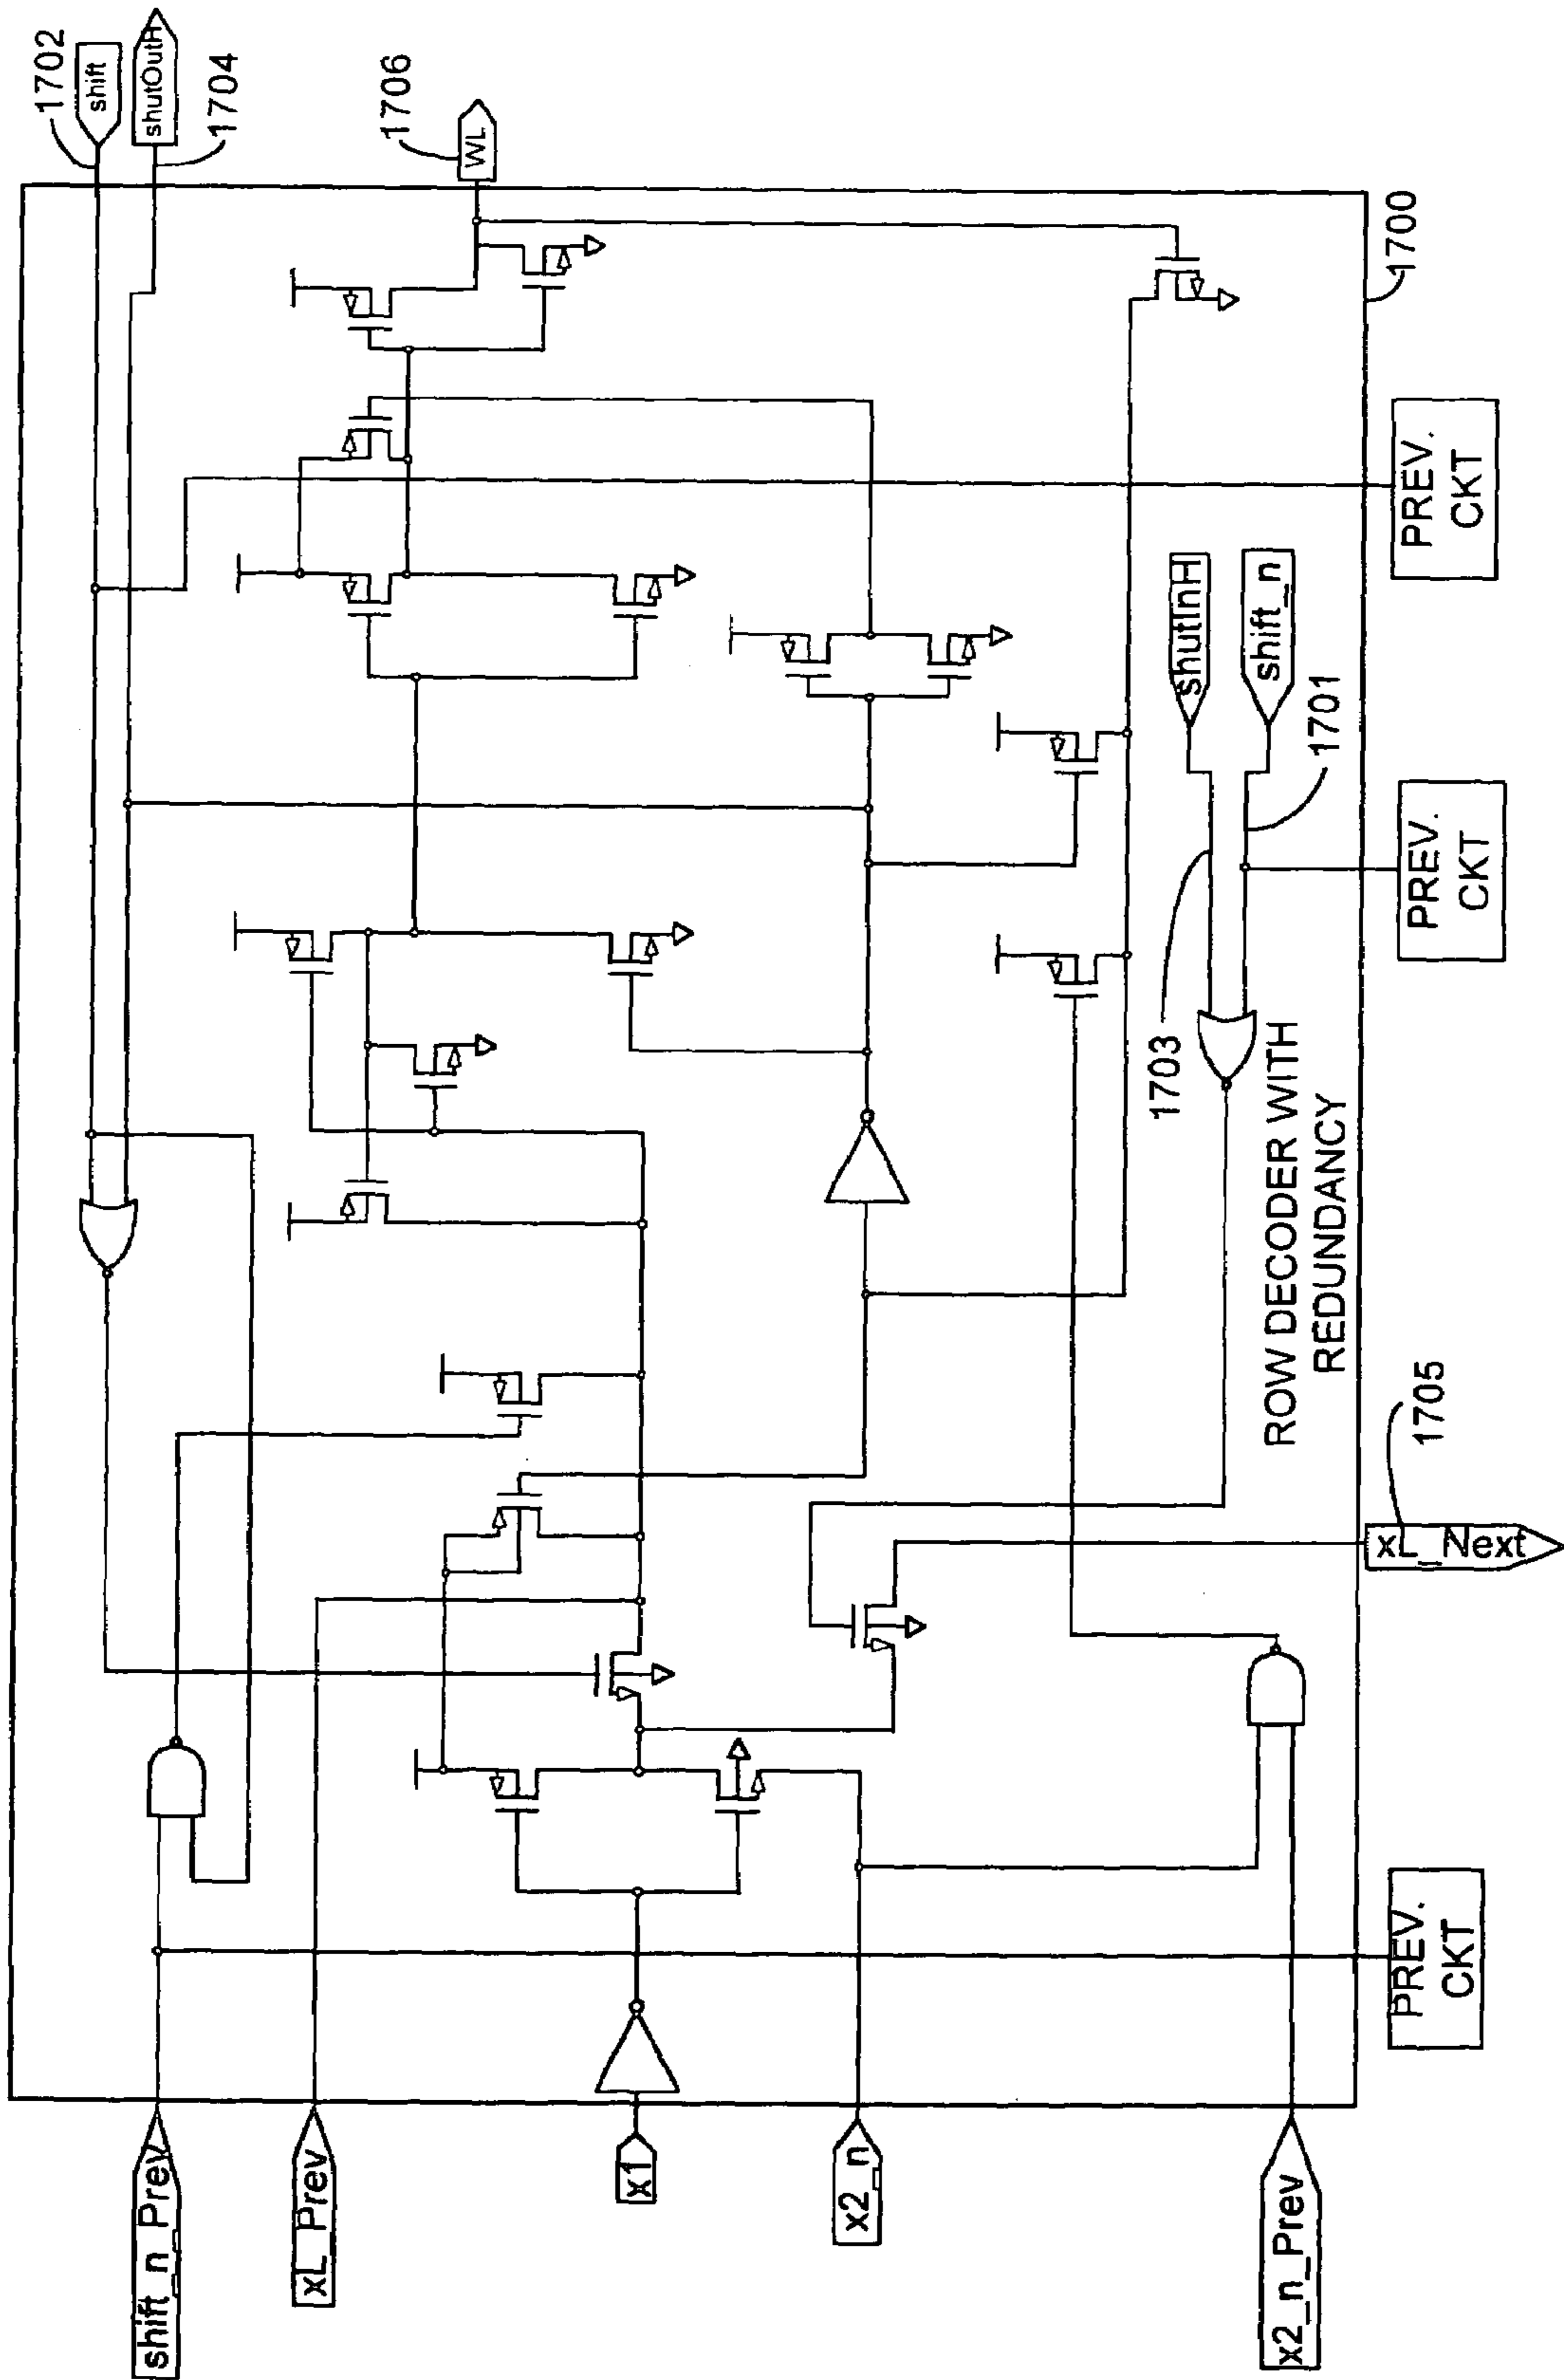 shift_n_Prev
xL_Prev
x1
x2_n
x2_n_Prev
1702
shift
shutOutH
1704
1706
WL
1700
PREV.
CKT
PREV.
CKT
PREV.
CKT
shutInH
shift_n
1701
1703
ROW DECODER WITH
REDUNDANCY
1705
xL_Next